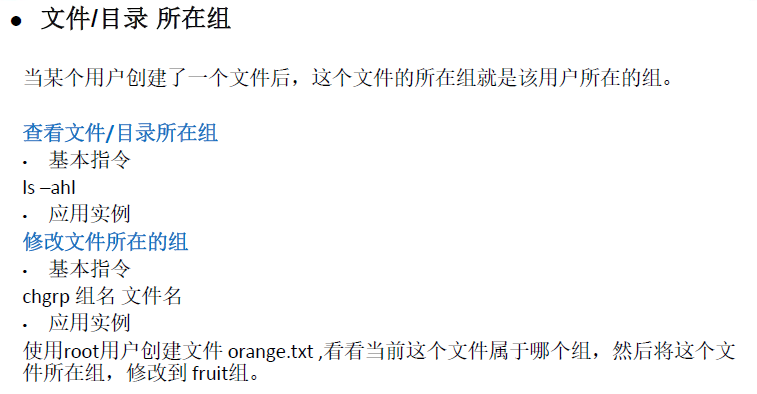 ● 文件/目录 所在组
当某个用户创建了一个文件后，这个文件的所在组就是该用户所在的组。
查看文件/目录所在组
• 基本指令
ls –ahl
• 应用实例
修改文件所在的组
• 基本指令
chgrp 组名 文件名
• 应用实例
使用root用户创建文件 orange.txt ,看看当前这个文件属于哪个组，然后将这个文
件所在组，修改到 fruit组。